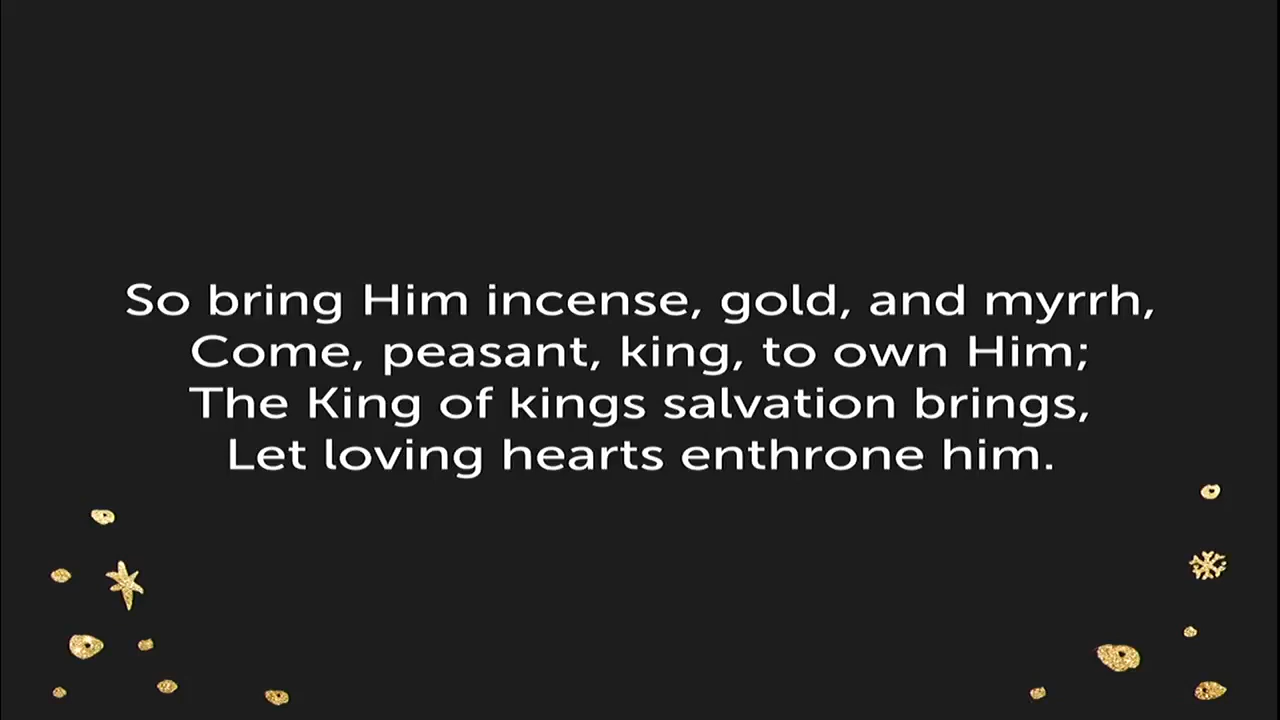 So bring Him incense, gold, and myrrh,
Come, peasant, king, to own Him;
The King of kings salvation brings,
Let loving hearts enthrone him.